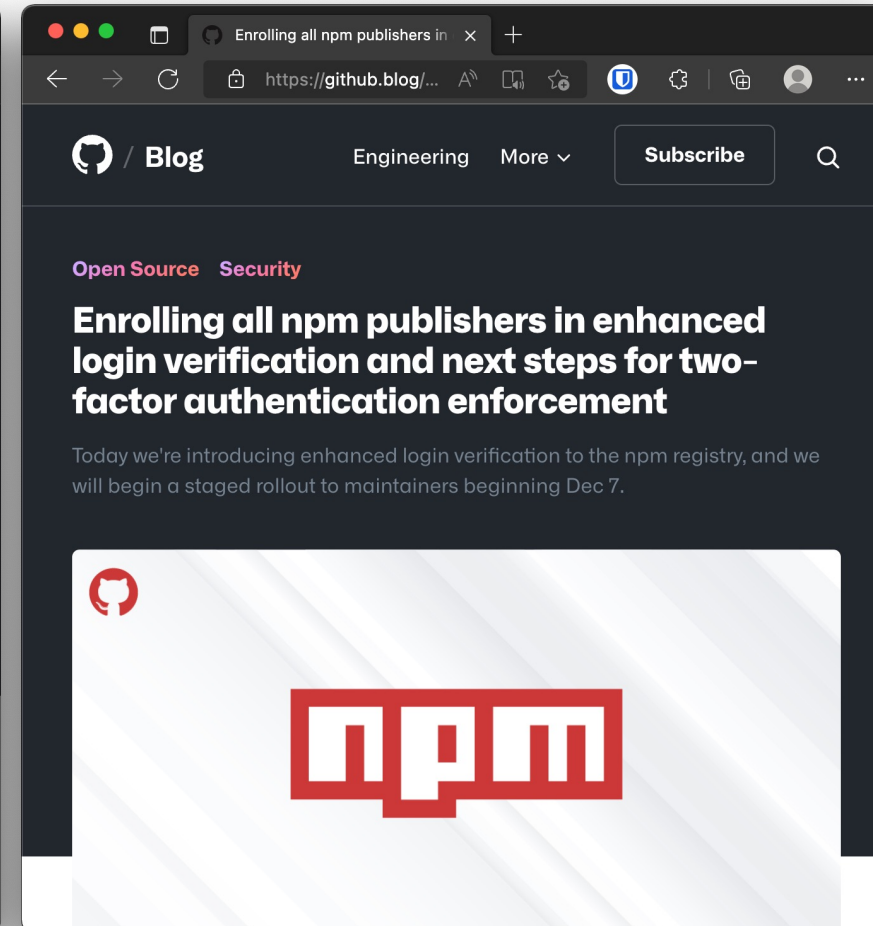 Enrolling all npm publishers in
https://github.blog/...
/ Blog
Engineering
More
Subscribe
Open Source Security
Enrolling all npm publishers in enhanced
login verification and next steps for two-
factor authentication enforcement
Today we're introducing enhanced login verification to the npm registry, and we
will begin a staged rollout to maintainers beginning Dec 7.
npm